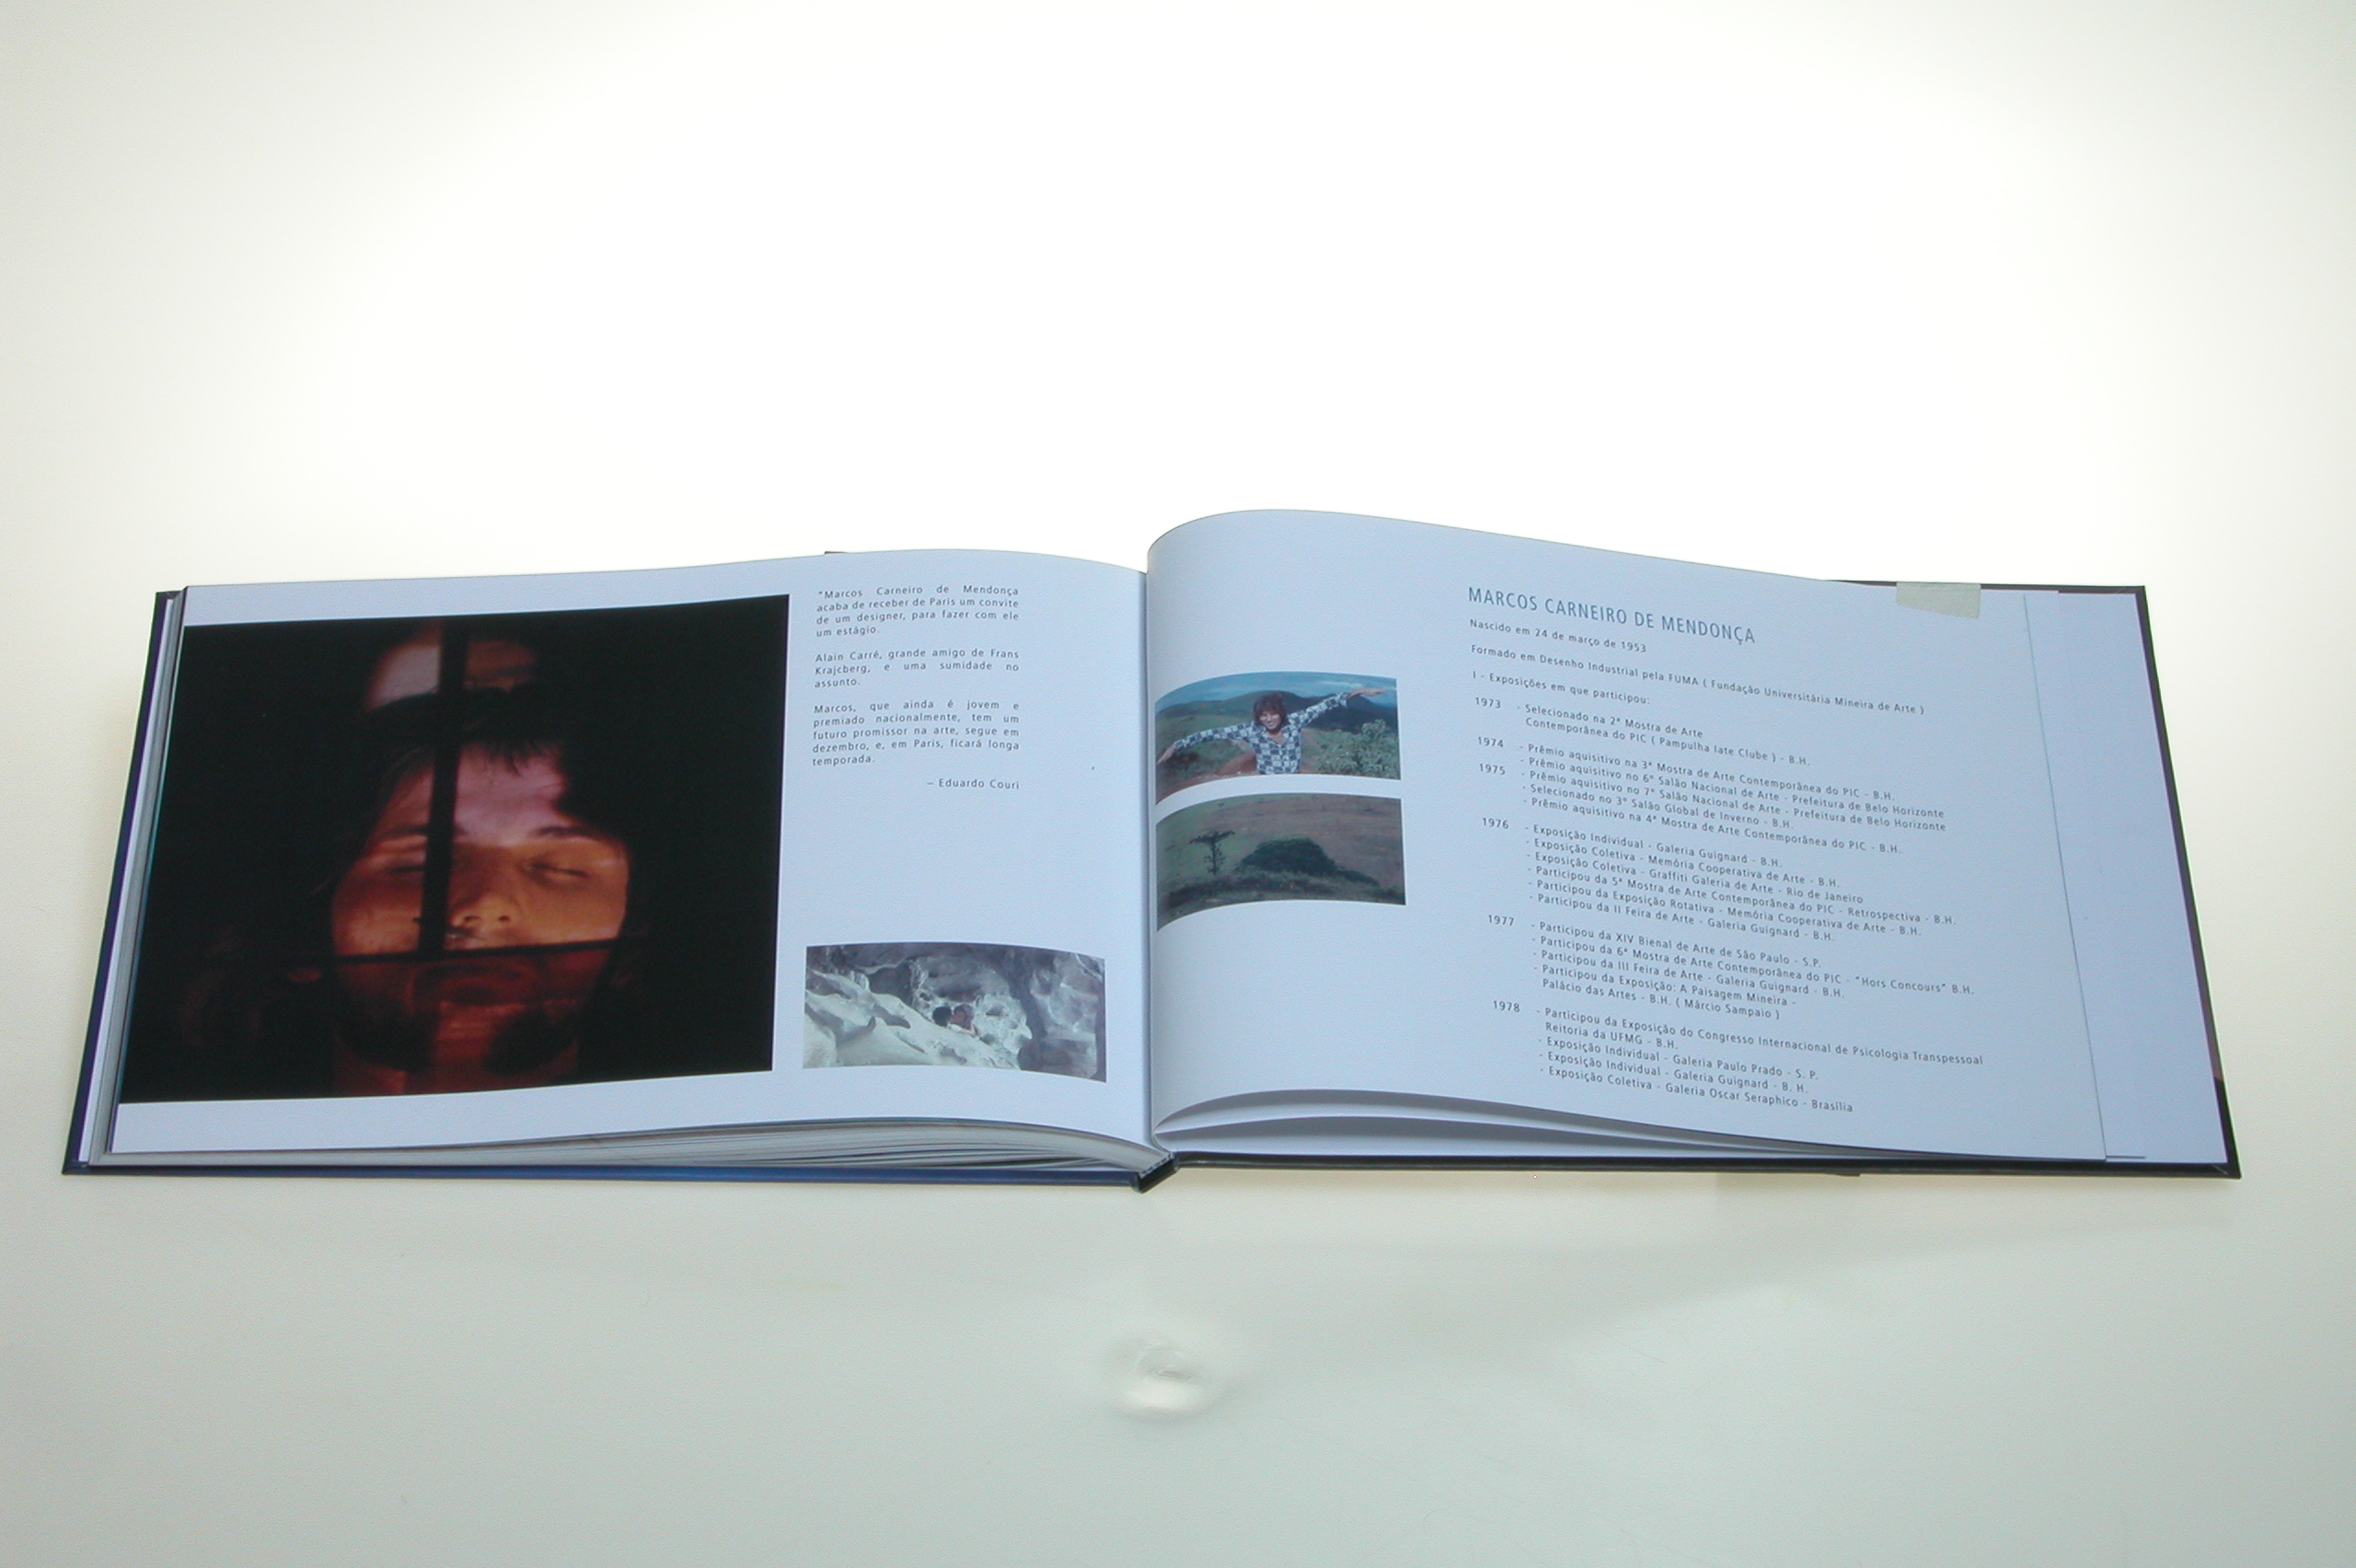 "Marcos Carneiro de Mendonça
acaba de receber de Paris um convite
de um designer, para fazer com ele
um estágio.
Alain Carré, grande amigo de Frans
Krajcberg, e uma sumidade no
assunto.
Marcos, que ainda é jovem e
premiado nacionalmente, tem um
futuro promissor na arte, segue em
dezembro, e, em Paris, ficará longa
temporada.
– Eduardo Couri
MARCOS CARNEIRO DE MENDONÇA
Nascido em 24 de março de 1953
Formado em Desenho Industrial pela FUMA ( Fundação Universitária Mineira de Arte )
I - Exposições em que participou:
1973 - Selecionado na 2ª Mostra de Arte
Contemporânea do PIC ( Pampulha Iate Clube ) - B.H.
1974 - Prêmio aquisitivo na 3ª Mostra de Arte Contemporânea do PIC - B.H.
- Prêmio aquisitivo no 6º Salão Nacional de Arte - Prefeitura de Belo Horizonte
1975 - Prêmio aquisitivo no 7º Salão Nacional de Arte - Prefeitura de Belo Horizonte
- Selecionado no 3º Salão Global de Inverno - B.H.
- Prêmio aquisitivo na 4ª Mostra de Arte Contemporânea do PIC - B.H.
1976 - Exposição Individual - Galeria Guignard - B.H.
- Exposição Coletiva - Memória Cooperativa de Arte - B.H.
- Exposição Coletiva - Graffiti Galeria de Arte - Rio de Janeiro
- Participou da 5ª Mostra de Arte Contemporânea do PIC - Retrospectiva - B.H.
- Participou da Exposição Rotativa - Memória Cooperativa de Arte - B.H.
- Participou da II Feira de Arte - Galeria Guignard - B.H.
1977 - Participou da XIV Bienal de Arte de São Paulo - S.P.
- Participou da 6ª Mostra de Arte Contemporânea do PIC - "Hors Concours" B.H.
- Participou da III Feira de Arte - Galeria Guignard - B.H.
- Participou da Exposição: A Paisagem Mineira -
Palácio das Artes - B.H. ( Márcio Sampaio )
1978 - Participou da Exposição do Congresso Internacional de Psicologia Transpessoal
Reitoria da UFMG - B.H.
- Exposição Individual - Galeria Paulo Prado - S. P.
- Exposição Individual - Galeria Guignard - B. H.
- Exposição Coletiva - Galeria Oscar Seraphico - Brasília